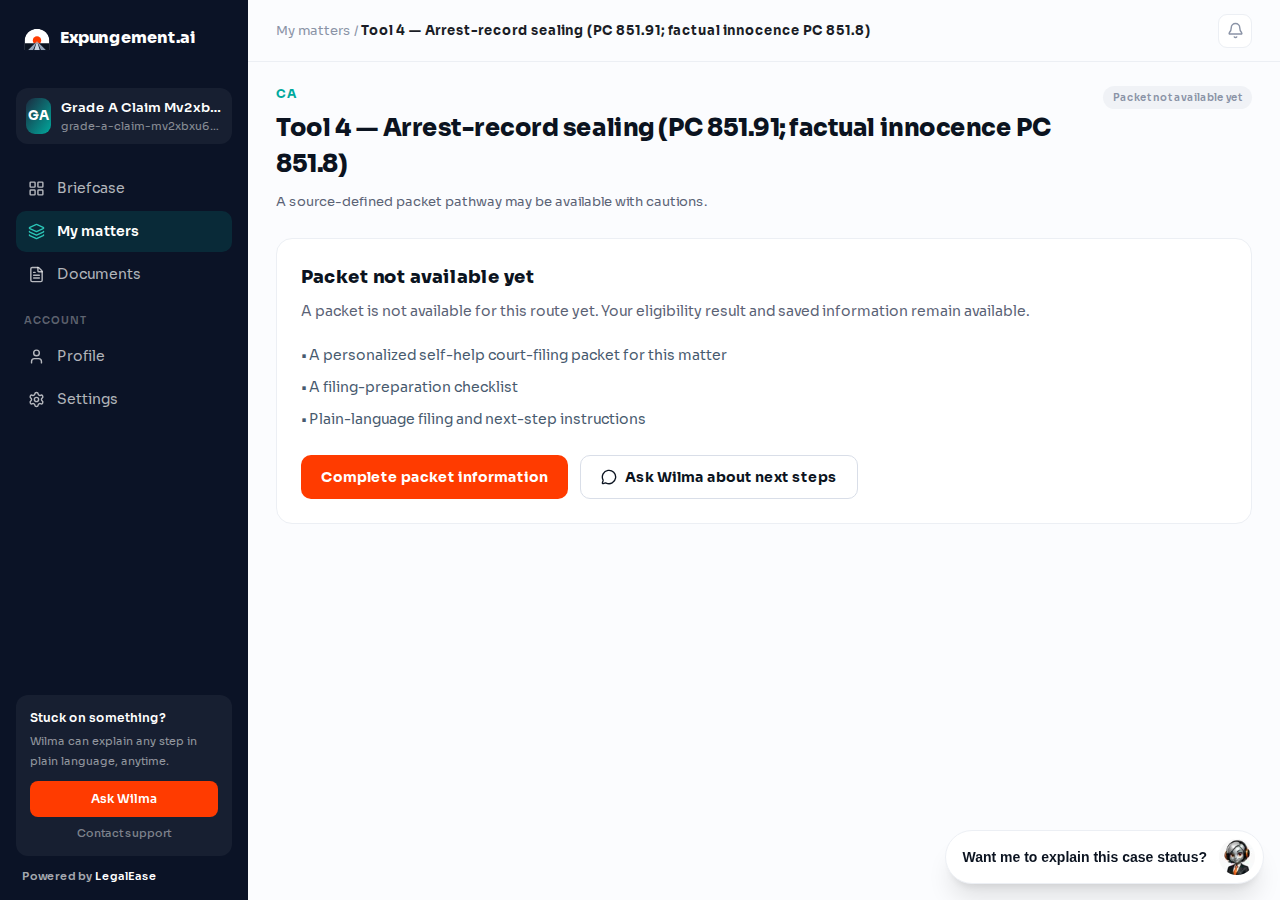 Expungement.ai
GA
Grade A Claim Mv2xb...
grade-a-claim-mv2xbxu6...
Briefcase
My matters
Documents
ACCOUNT
Profile
Settings
Stuck on something?
Wilma can explain any step in
plain language, anytime.
Ask Wilma
Contact support
Powered by LegalEase
My matters / Tool 4 — Arrest-record sealing (PC 851.91; factual innocence PC 851.8)
CA
Packet not available yet
Tool 4 — Arrest-record sealing (PC 851.91; factual innocence PC
851.8)
A source-defined packet pathway may be available with cautions.
Packet not available yet
A packet is not available for this route yet. Your eligibility result and saved information remain available.
▪ A personalized self-help court-filing packet for this matter
▪ A filing-preparation checklist
▪ Plain-language filing and next-step instructions
Complete packet information
Ask Wilma about next steps
Want me to explain this case status?